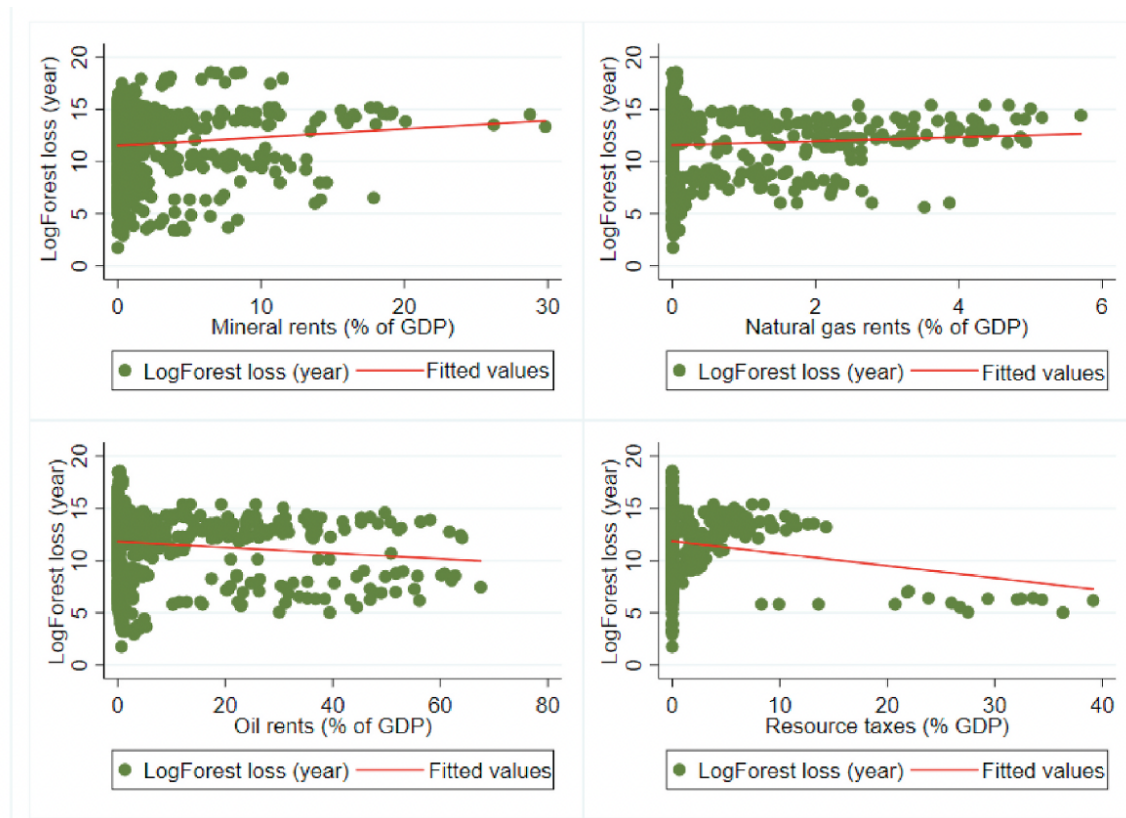 LogForest loss (year)
20
15
10
5
0
0 10 20 30
Mineral rents (% of GDP)
LogForest loss (year) Fitted values
LogForest loss (year)
20
15
10
5
0
0 2 4 6
Natural gas rents (% of GDP)
LogForest loss (year) Fitted values
LogForest loss (year)
20
15
10
5
0
0 20 40 60 80
Oil rents (% of GDP)
LogForest loss (year) Fitted values
LogForest loss (year)
20
15
10
5
0
0 10 20 30 40
Resource taxes (% GDP)
LogForest loss (year) Fitted values